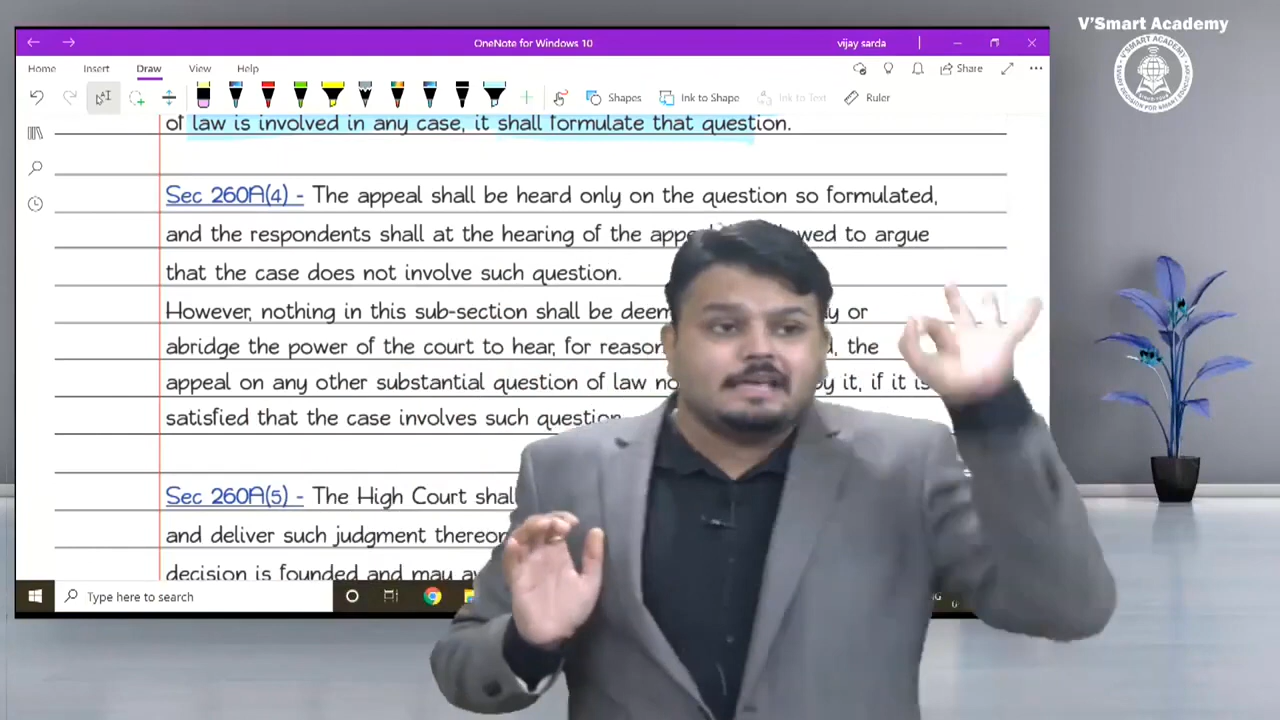 V'Smart Academy
OneNote for Windows 10
vijay sarda
Home Insert Draw View Help
Share
Shapes Ink to Shape Ink to Text Ruler
of law is involved in any case, it shall formulate that question.
Sec 260A(4) - The appeal shall be heard only on the question so formulated,
and the respondents shall at the hearing of the to argue
that the case does not involve such question.
However, nothing in this sub-section shall be or
abridge the power of the court to hear, for the
appeal on any other substantial question of law by it, if it is
satisfied that the case involves such question
Sec 260A(5) - The High Court shall
and deliver such judgment
decision is founded and may
Type here to search